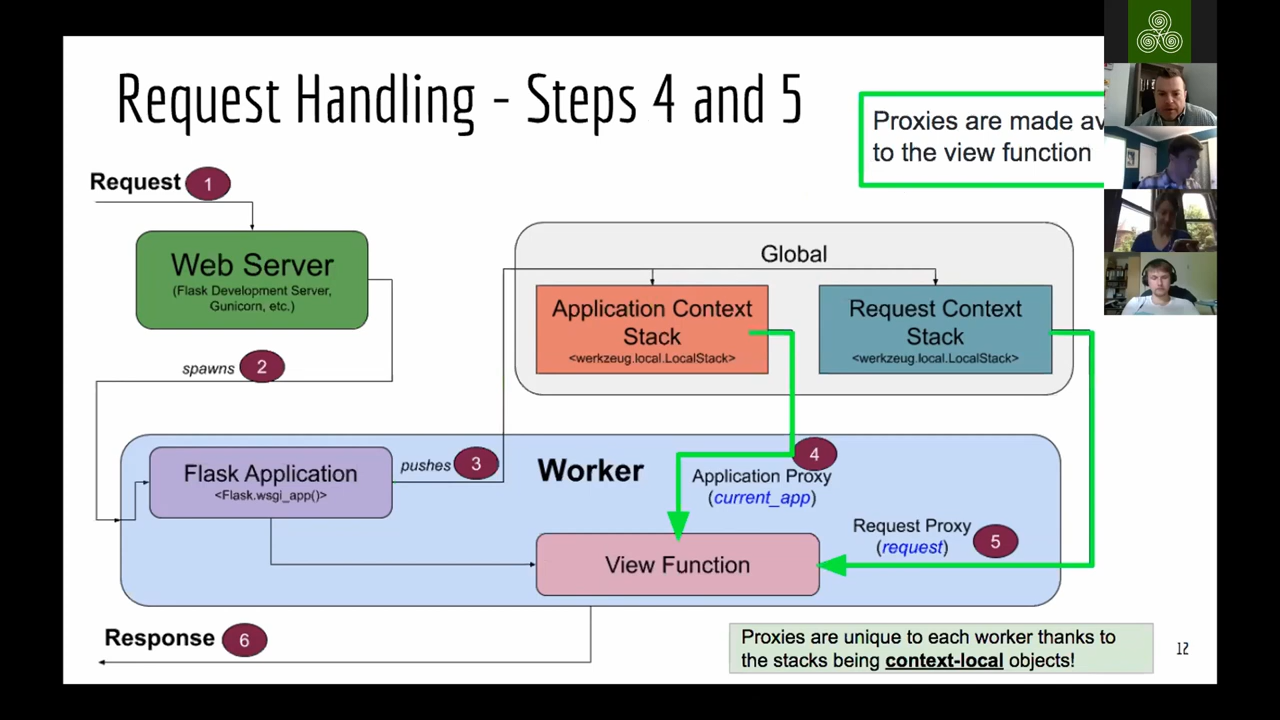 Request Handling - Steps 4 and 5
Proxies are made av
to the view function
Request 1
Web Server
(Flask Development Server,
Gunicorn, etc.)
Global
Application Context
Stack
<werkzeug.local.LocalStack>
Request Context
Stack
<werkzeug.local.LocalStack>
spawns 2
Flask Application
<Flask.wsgi_app()>
pushes 3
Worker
4
Application Proxy
(current_app)
Request Proxy
(request)
5
View Function
Response 6
Proxies are unique to each worker thanks to
the stacks being context-local objects!
12